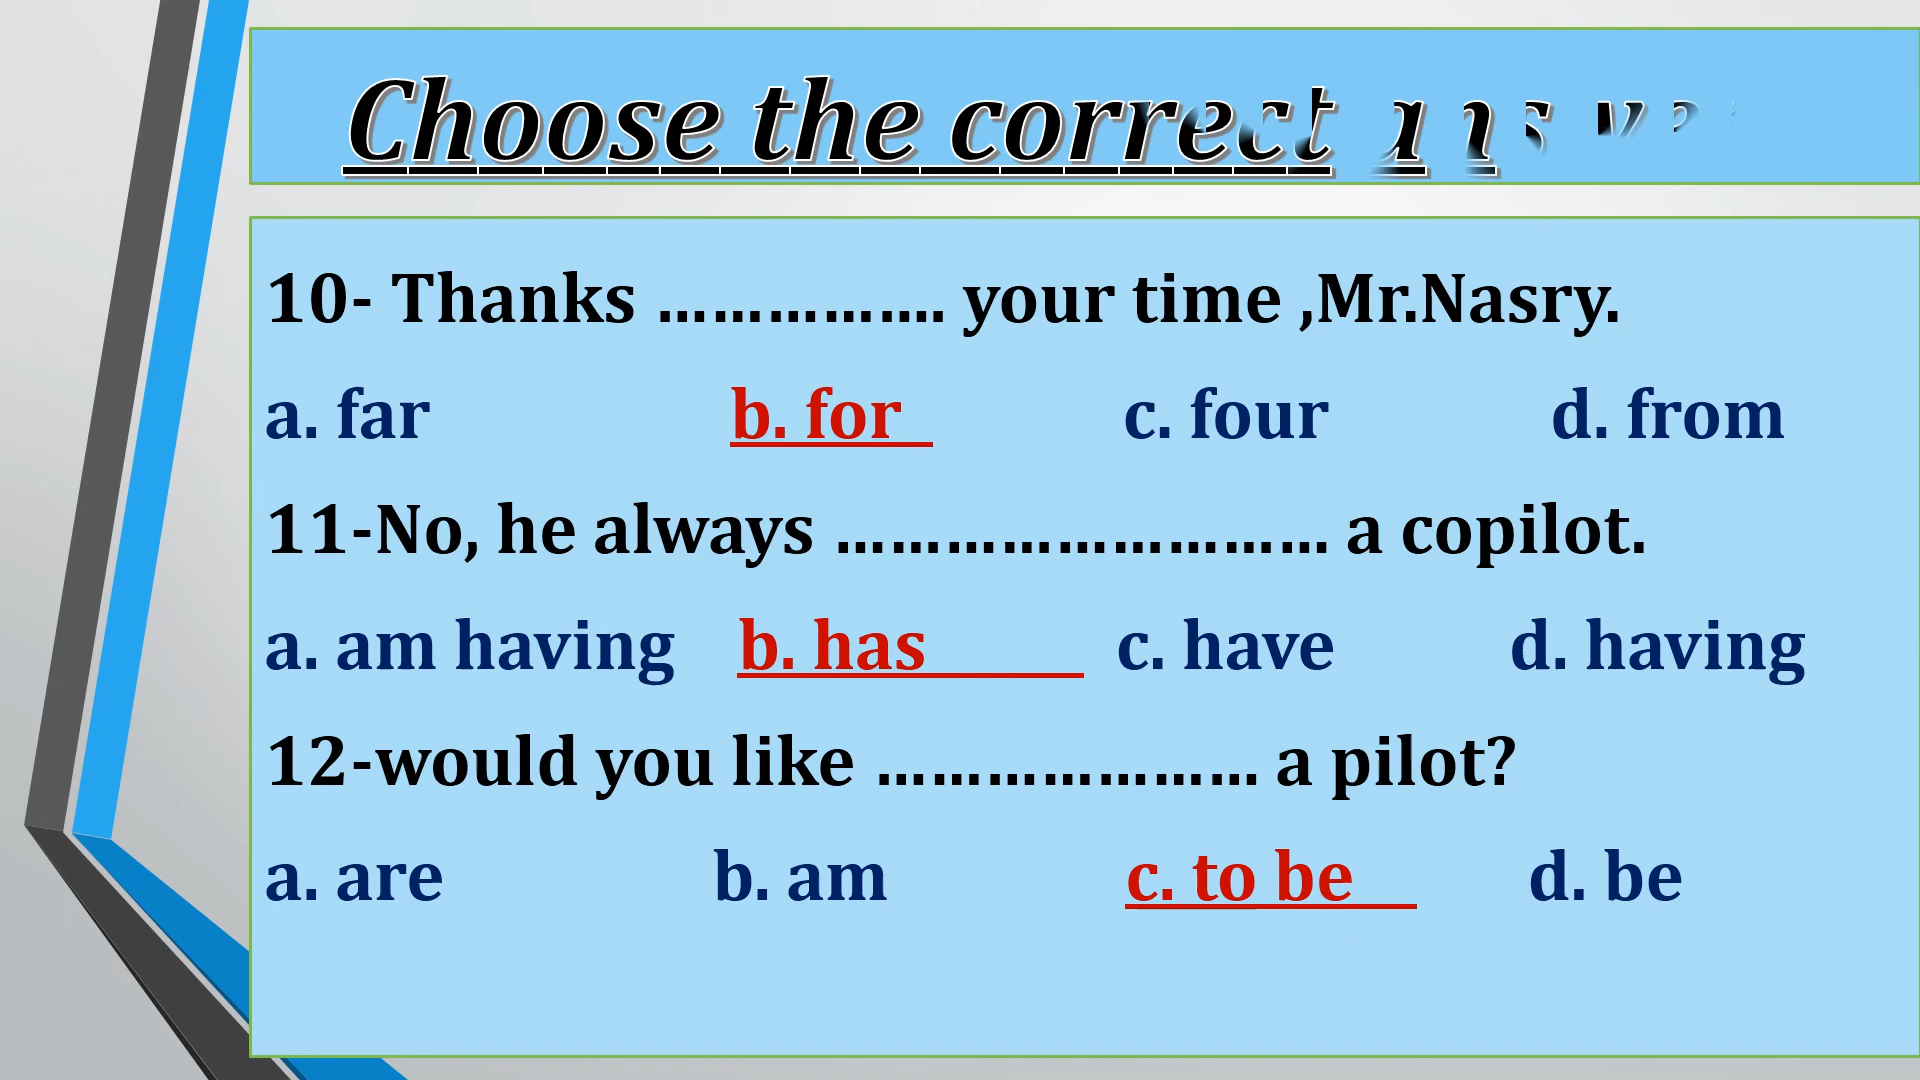 Choose the correct answer
10- Thanks ……………. your time ,Mr.Nasry.
a. far b. for c. four d. from
11-No, he always ……………………… a copilot.
a. am having b. has c. have d. having
12-would you like ………………… a pilot?
a. are b. am c. to be d. be